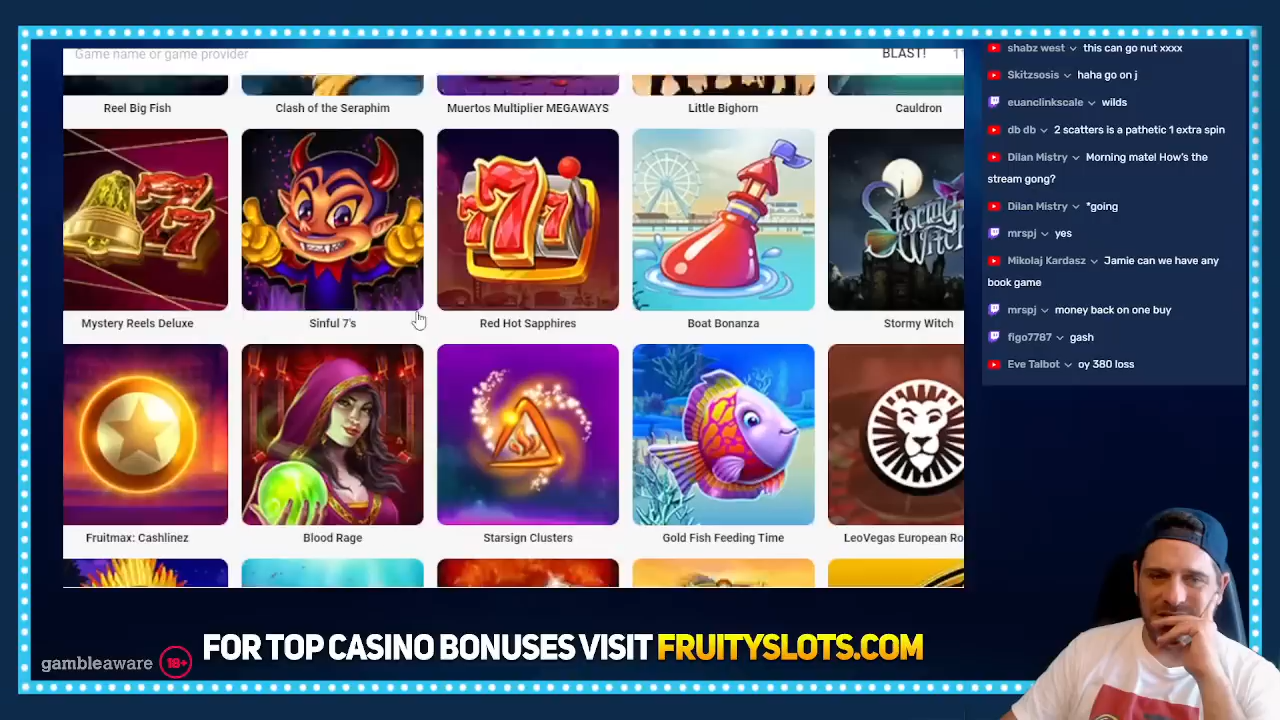 Game name or game provider
BLAST!
Reel Big Fish
Clash of the Seraphim
Muertos Multiplier MEGAWAYS
Little Bighorn
Cauldron
777
STORMY
WITCH
Mystery Reels Deluxe
Sinful 7's
Red Hot Sapphires
Boat Bonanza
Stormy Witch
Fruitmax: Cashlinez
Blood Rage
Starsign Clusters
Gold Fish Feeding Time
LeoVegas European Ro
shabz west this can go nut xxxx
Skitzsosis haha go on j
euanclinkscale wilds
db db 2 scatters is a pathetic 1 extra spin
Dilan Mistry Morning mate! How's the
stream gong?
Dilan Mistry *going
mrspj yes
Mikolaj Kardasz Jamie can we have any
book game
mrspj money back on one buy
figo7787 gash
Eve Talbot oy 380 loss
FOR TOP CASINO BONUSES VISIT FRUITYSLOTS.COM
gambleaware 18+